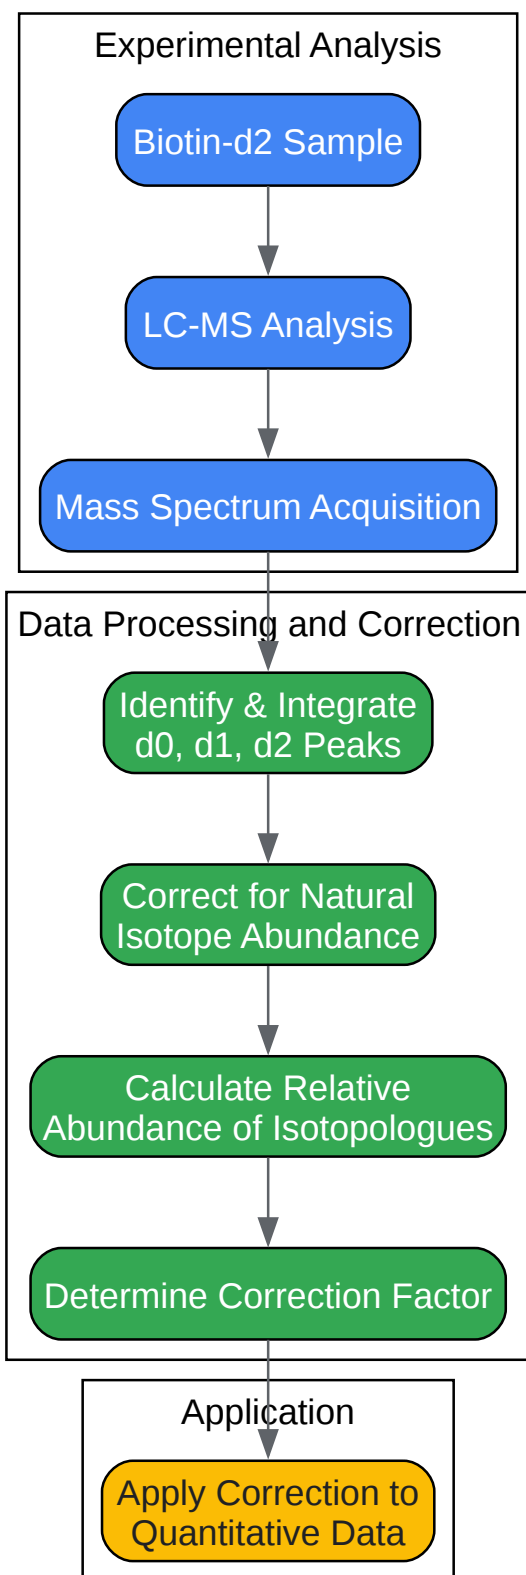 Experimental Analysis
Biotin-d2 Sample
LC-MS Analysis
Mass Spectrum Acquisition
Data Processing and Correction
Identify & Integrate
d0, d1, d2 Peaks
Correct for Natural
Isotope Abundance
Calculate Relative
Abundance of Isotopologues
Determine Correction Factor
Application
Apply Correction to
Quantitative Data